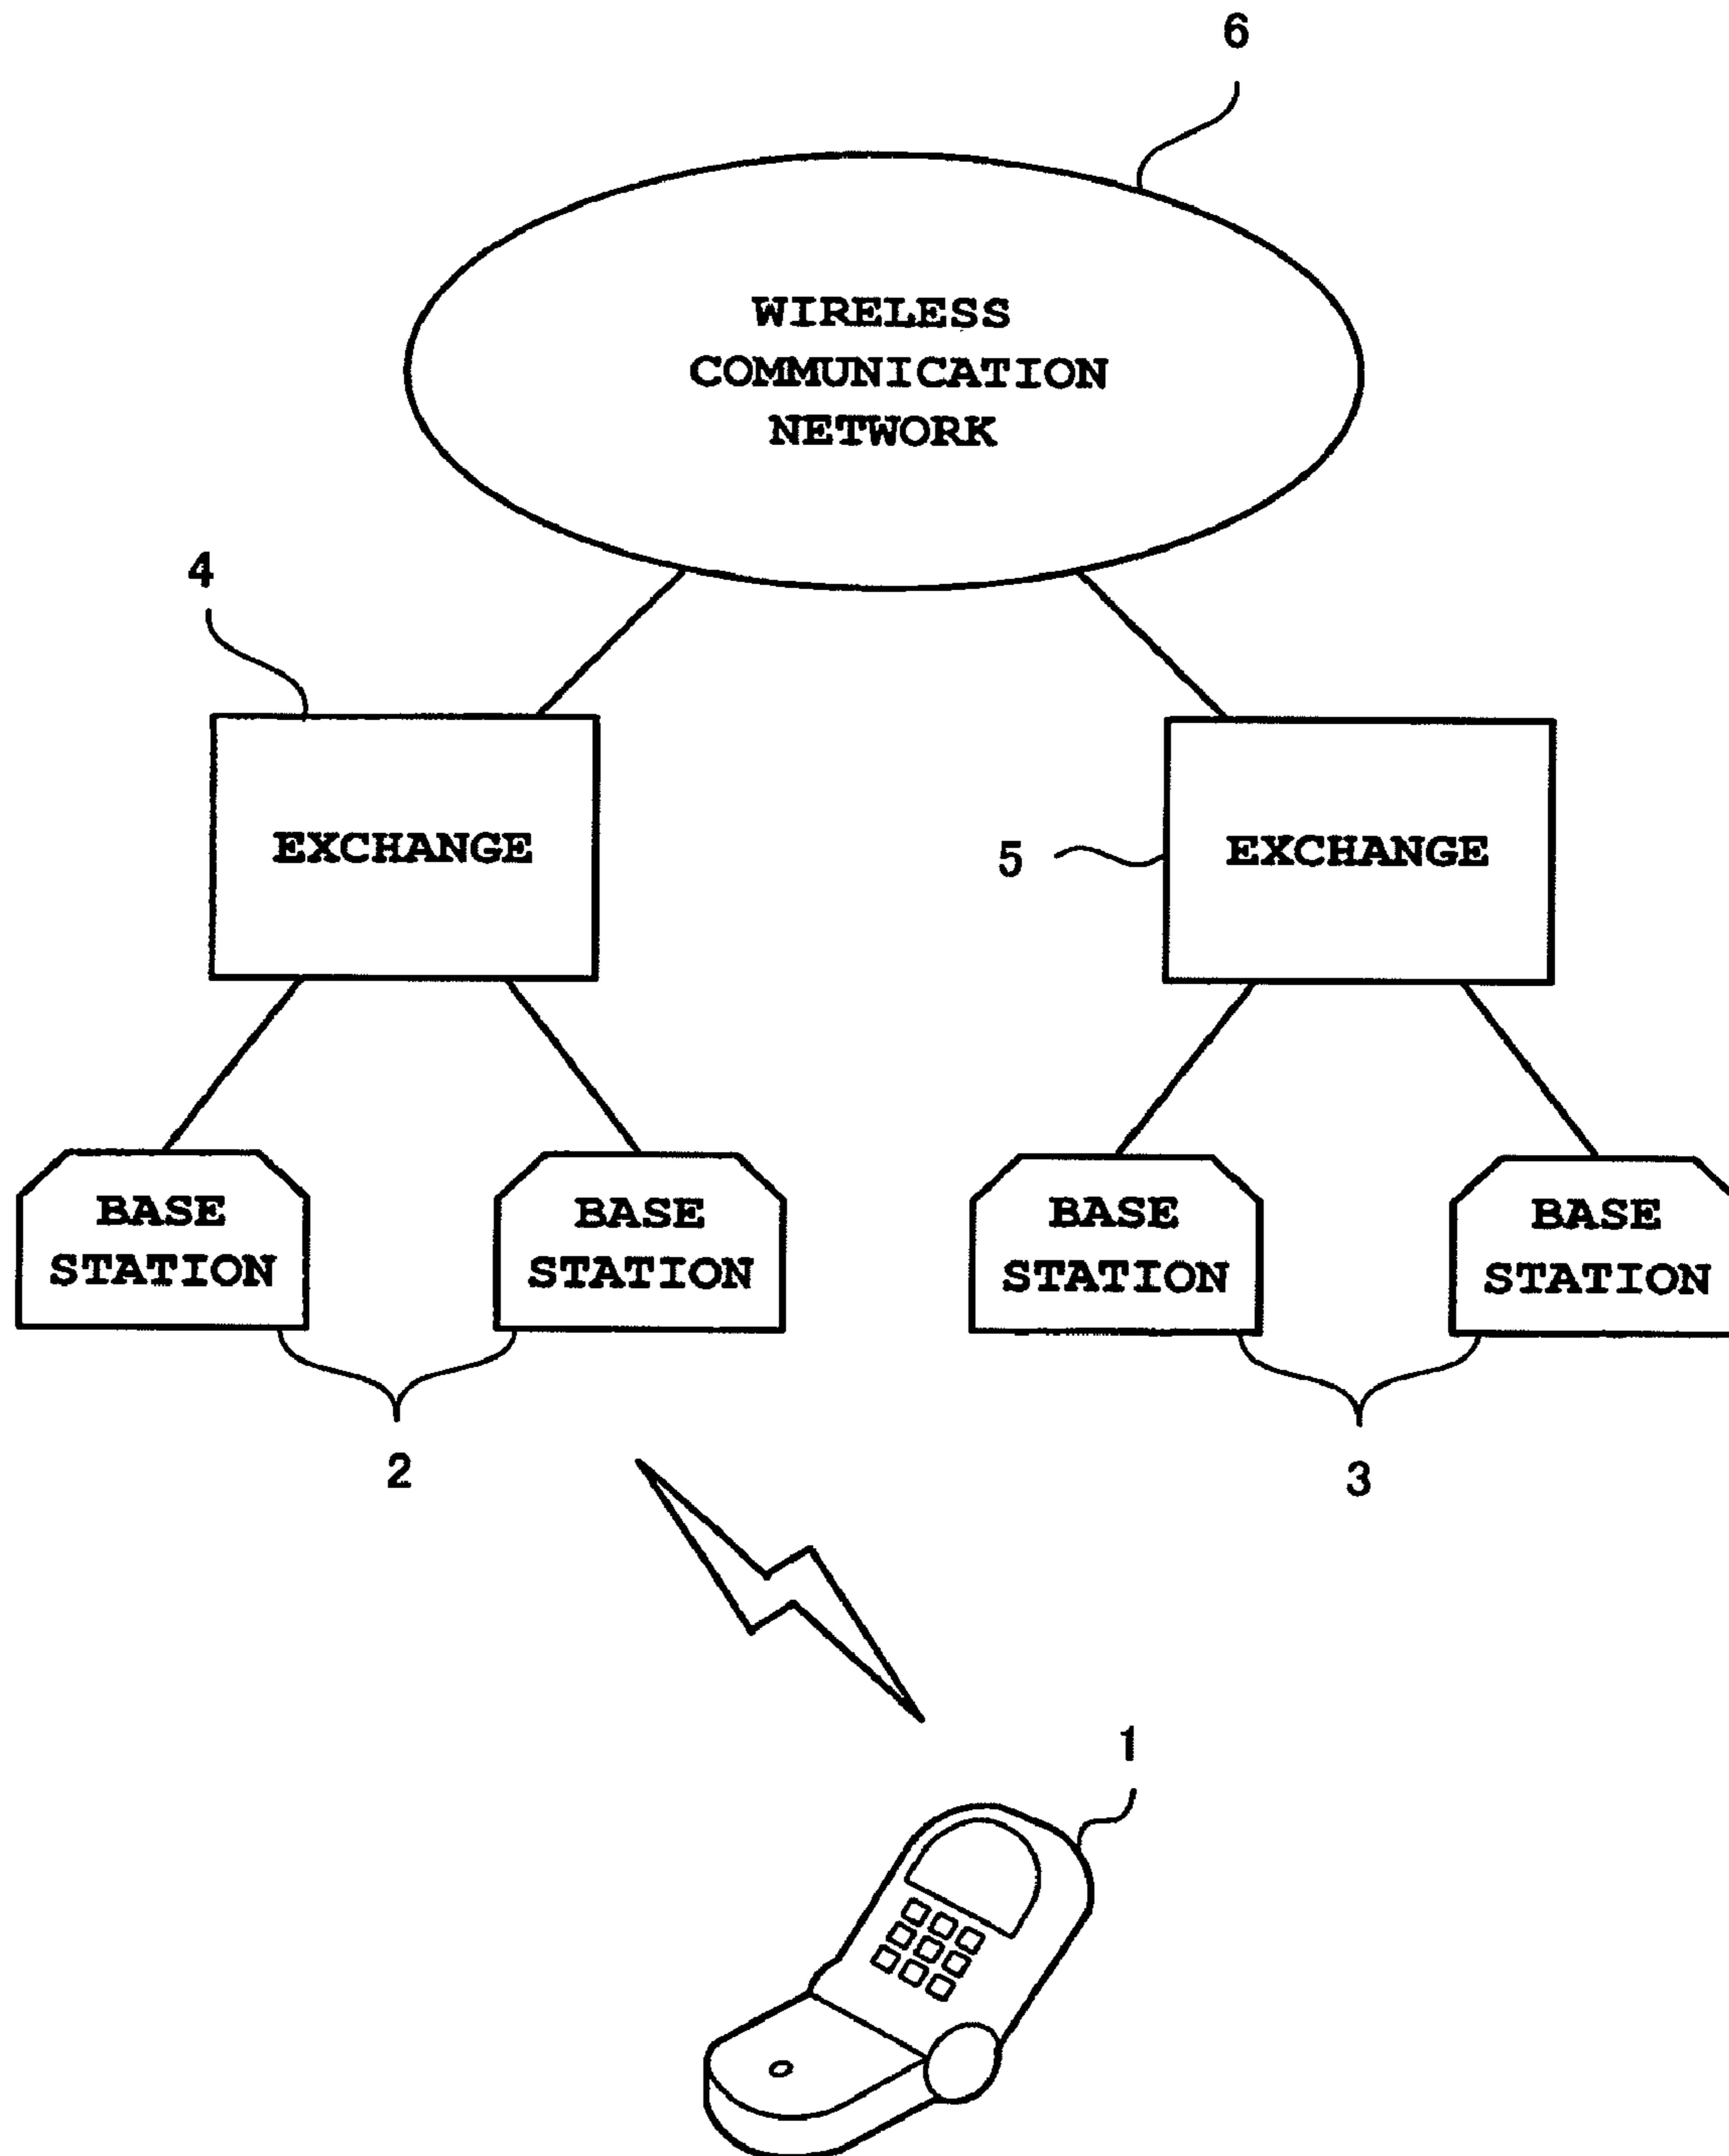 6
WIRELESS
COMMUNICATION
NETWORK
4
EXCHANGE
5
EXCHANGE
BASE
STATION
BASE
STATION
BASE
STATION
BASE
STATION
2
3
1